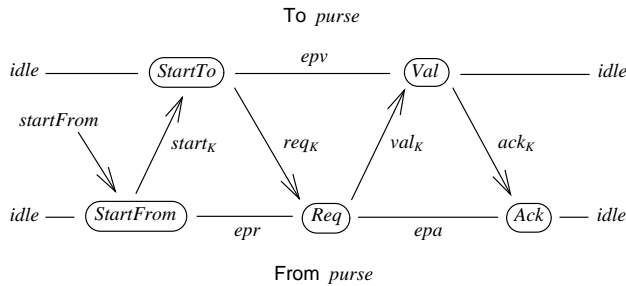 To purse
idle StartTo epv Val idle
startFrom
start_K req_K val_K ack_K
idle StartFrom epr Req epa Ack idle
From purse